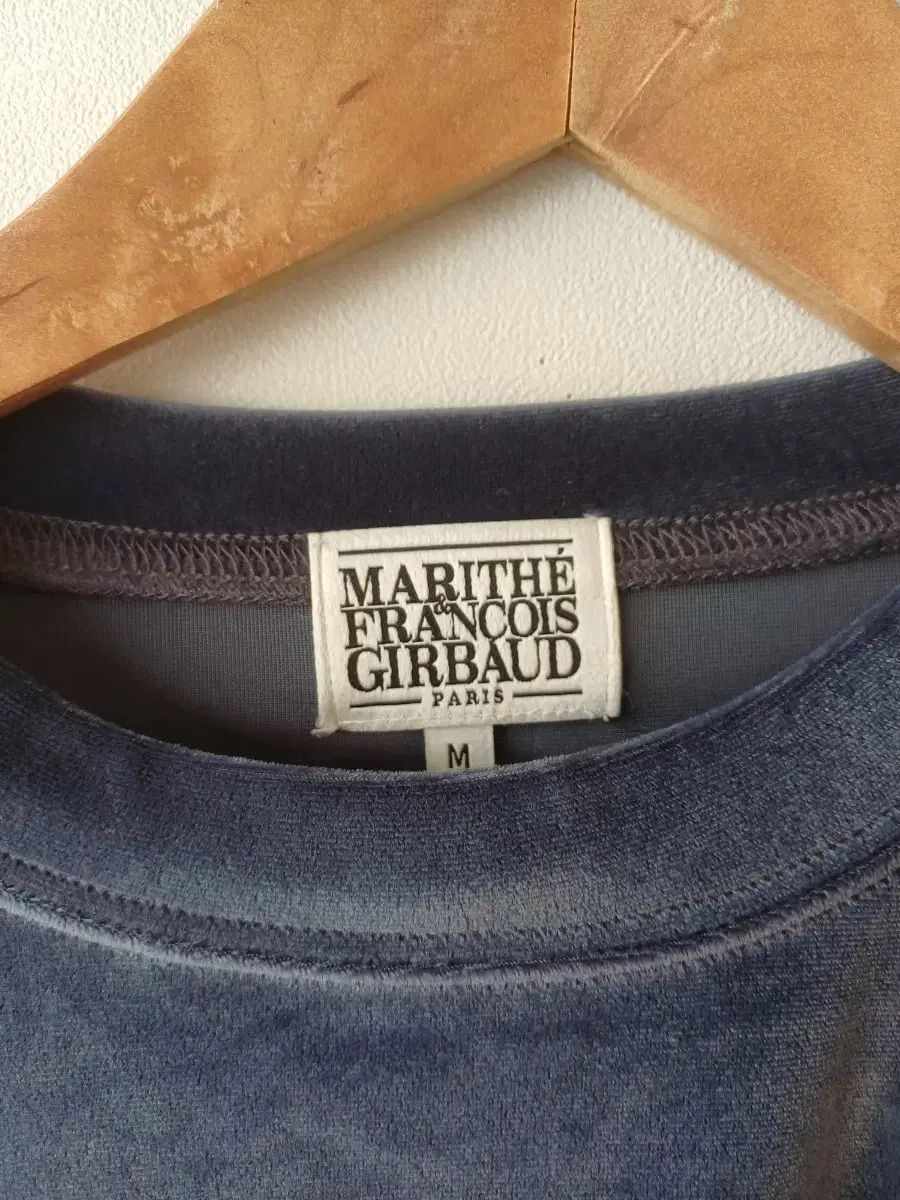 MARITHÉ
&
FRANÇOIS
GIRBAUD
PARIS
M